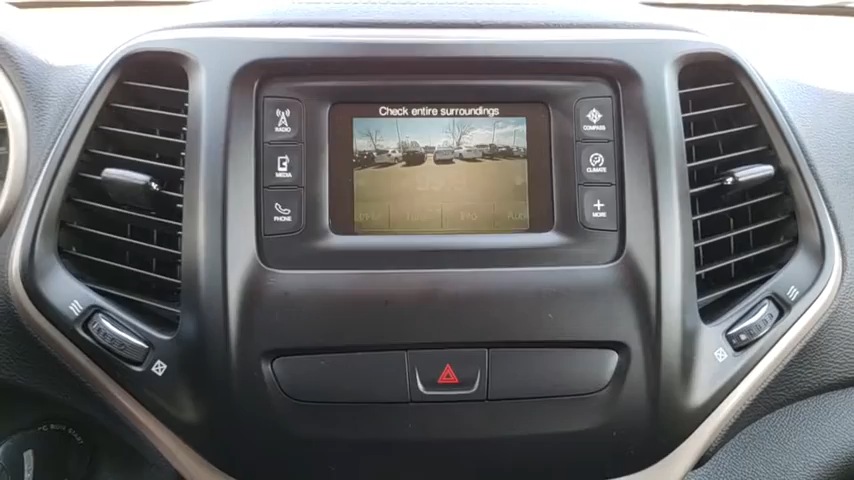 Check entire surroundings
RADIO
COMPASS
MEDIA
CLIMATE
PHONE
MORE